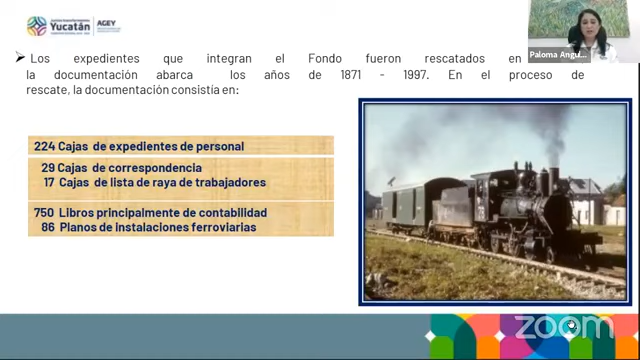 Yucatán
AGEY
Paloma Angu...
➢ Los expedientes que integran el Fondo fueron rescatados en
la documentación abarca los años de 1871 - 1997. En el proceso de
rescate, la documentación consistía en:
224 Cajas de expedientes de personal
29 Cajas de correspondencia
17 Cajas de lista de raya de trabajadores
750 Libros principalmente de contabilidad
86 Planos de instalaciones ferroviarias
zoom